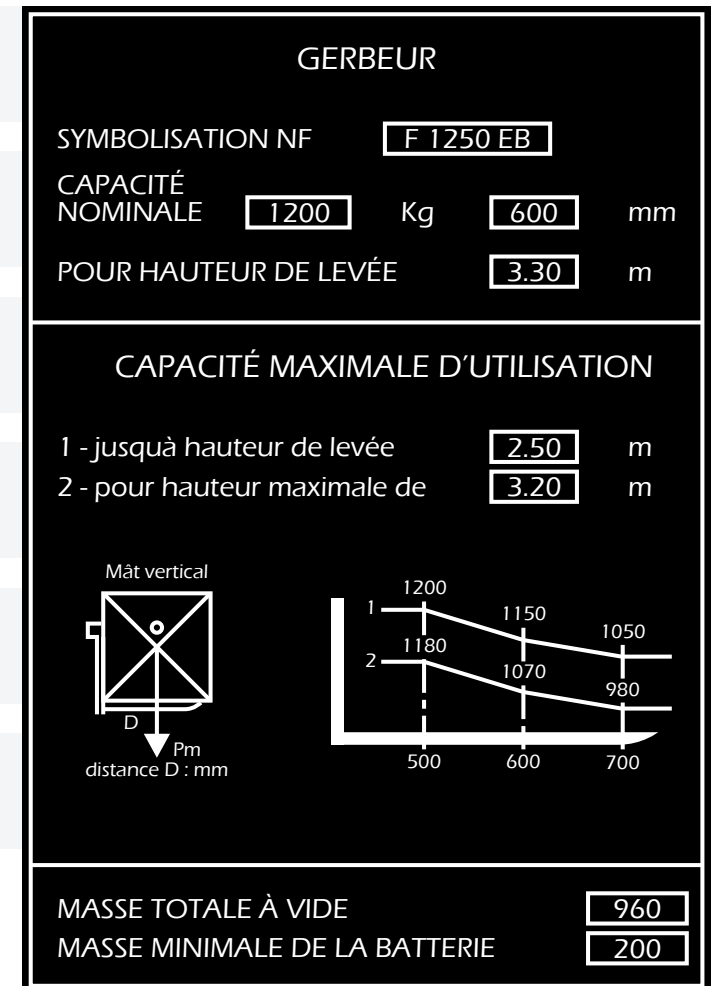 GERBEUR
SYMBOLISATION NF F 1250 EB
CAPACITÉ
NOMINALE 1200 Kg 600 mm
POUR HAUTEUR DE LEVÉE 3.30 m
CAPACITÉ MAXIMALE D'UTILISATION
1 - jusquà hauteur de levée 2.50 m
2 - pour hauteur maximale de 3.20 m
Mât vertical
D
Pm
distance D : mm
1200
1 1150
1050
1180
2 1070
980
500 600 700
MASSE TOTALE À VIDE 960
MASSE MINIMALE DE LA BATTERIE 200